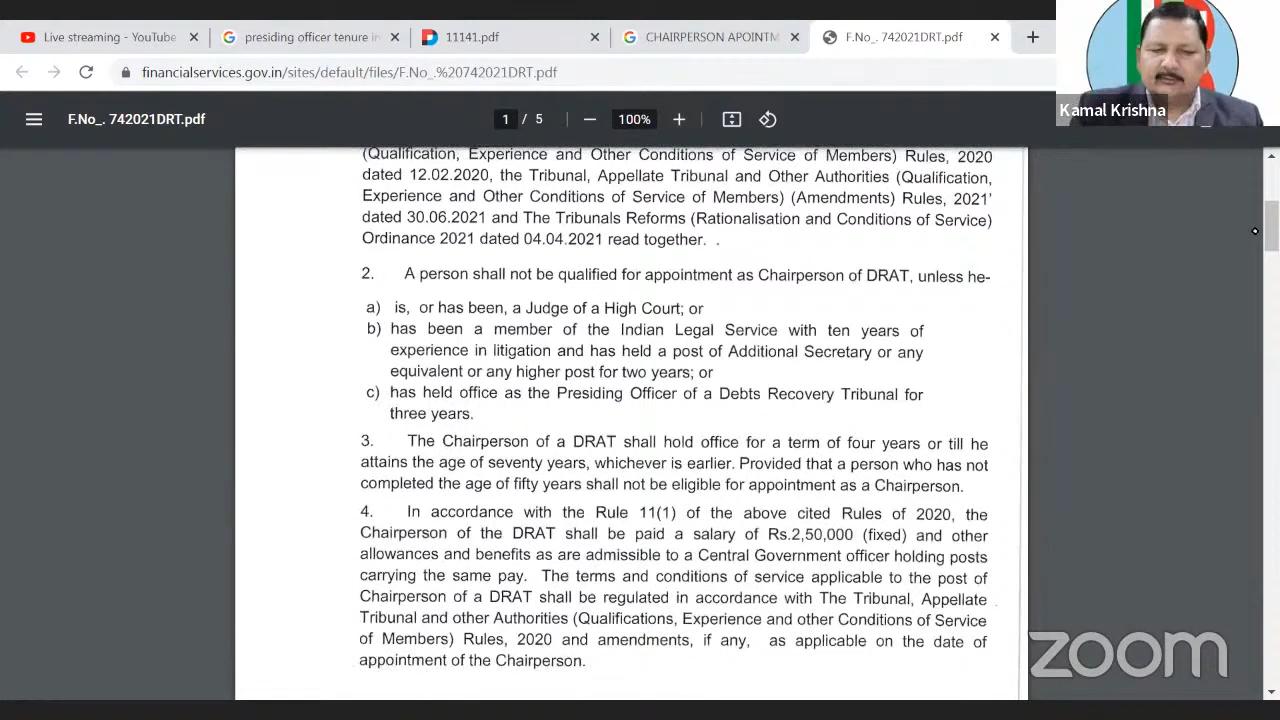 Live streaming - YouTube
presiding officer tenure in
11141.pdf
CHAIRPERSON APOINTM
F.No_. 742021DRT.pdf
financialservices.gov.in/sites/default/files/F.No_.%20742021DRT.pdf
Kamal Krishna
F.No_. 742021DRT.pdf
1 / 5
100%
(Qualification, Experience and Other Conditions of Service of Members) Rules, 2020
dated 12.02.2020, the Tribunal, Appellate Tribunal and Other Authorities (Qualification,
Experience and Other Conditions of Service of Members) (Amendments) Rules, 2021'
dated 30.06.2021 and The Tribunals Reforms (Rationalisation and Conditions of Service)
Ordinance 2021 dated 04.04.2021 read together. .
2. A person shall not be qualified for appointment as Chairperson of DRAT, unless he-
a) is, or has been, a Judge of a High Court; or
b) has been a member of the Indian Legal Service with ten years of
experience in litigation and has held a post of Additional Secretary or any
equivalent or any higher post for two years; or
c) has held office as the Presiding Officer of a Debts Recovery Tribunal for
three years.
3. The Chairperson of a DRAT shall hold office for a term of four years or till he
attains the age of seventy years, whichever is earlier. Provided that a person who has not
completed the age of fifty years shall not be eligible for appointment as a Chairperson.
4. In accordance with the Rule 11(1) of the above cited Rules of 2020, the
Chairperson of the DRAT shall be paid a salary of Rs.2,50,000 (fixed) and other
allowances and benefits as are admissible to a Central Government officer holding posts
carrying the same pay. The terms and conditions of service applicable to the post of
Chairperson of a DRAT shall be regulated in accordance with The Tribunal, Appellate
Tribunal and other Authorities (Qualifications, Experience and other Conditions of Service
of Members) Rules, 2020 and amendments, if any, as applicable on the date of
appointment of the Chairperson.
zoom